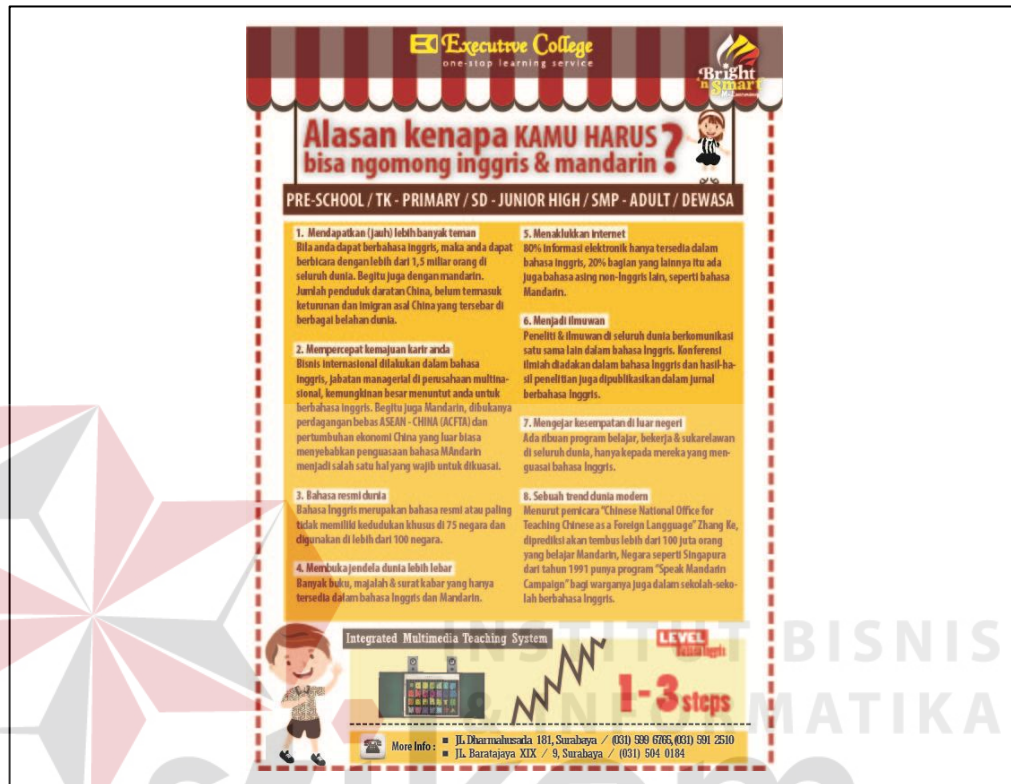 Executive College
one-stop learning service
Bright
'n Smart
Alasan kenapa KAMU HARUS
bisa ngomong inggris & mandarin ?
PRE-SCHOOL / TK - PRIMARY / SD - JUNIOR HIGH / SMP - ADULT / DEWASA
1. Mendapatkan (jauh) lebih banyak teman
Bila anda dapat berbahasa inggris, maka anda dapat
berbicara dengan lebih dari 1,5 miliar orang di
seluruh dunia. Begitu juga dengan mandarin.
Jumlah penduduk daratan China, belum termasuk
keturunan dan imigran asal China yang tersebar di
berbagai belahan dunia.
2. Mempercepat kemajuan karir anda
Bisnis internasional dilakukan dalam bahasa
inggris, jabatan managerial di perusahaan multina-
sional, kemungkinan besar menuntut anda untuk
berbahasa inggris. Begitu juga Mandarin, dibukanya
perdagangan bebas ASEAN - CHINA (ACFTA) dan
pertumbuhan ekonomi China yang luar biasa
menyebabkan penguasaan bahasa MAndarin
menjadi salah satu hal yang wajib untuk dikuasai.
3. Bahasa resmi dunia
Bahasa Inggris merupakan bahasa resmi atau paling
tidak memiliki kedudukan khusus di 75 negara dan
digunakan di lebih dari 100 negara.
4. Membuka jendela dunia lebih lebar
Banyak buku, majalah & surat kabar yang hanya
tersedia dalam bahasa Inggris dan Mandarin.
5. Menaklukkan internet
80% informasi elektronik hanya tersedia dalam
bahasa inggris, 20% bagian yang lainnya itu ada
juga bahasa asing non-Inggris lain, seperti bahasa
Mandarin.
6. Menjadi ilmuwan
Peneliti & ilmuwan di seluruh dunia berkomunikasi
satu sama lain dalam bahasa Inggris. Konferensi
ilmiah diadakan dalam bahasa Inggris dan hasil-ha-
sil penelitian juga dipublikasikan dalam jurnal
berbahasa Inggris.
7. Mengejar kesempatan di luar negeri
Ada ribuan program belajar, bekerja & sukarelawan
di seluruh dunia, hanya kepada mereka yang men-
guasai bahasa Inggris.
8. Sebuah trend dunia modern
Menurut pemicara "Chinese National Office for
Teaching Chinese as a Foreign Langguage" Zhang Ke,
diprediksi akan tembus lebih dari 100 juta orang
yang belajar Mandarin, Negara seperti Singapura
dari tahun 1991 punya program "Speak Mandarin
Campaign" bagi warganya juga dalam sekolah-seko-
lah berbahasa Inggris.
Integrated Multimedia Teaching System
LEVEL
1-3 steps
More Info :
JL. Dharmahusada 181, Surabaya / (031) 599 6765, (031) 591 2510
JL. Baratajaya XIX / 9, Surabaya / (031) 504 0184
INSTITUT BISNIS
& INFORMATIKA